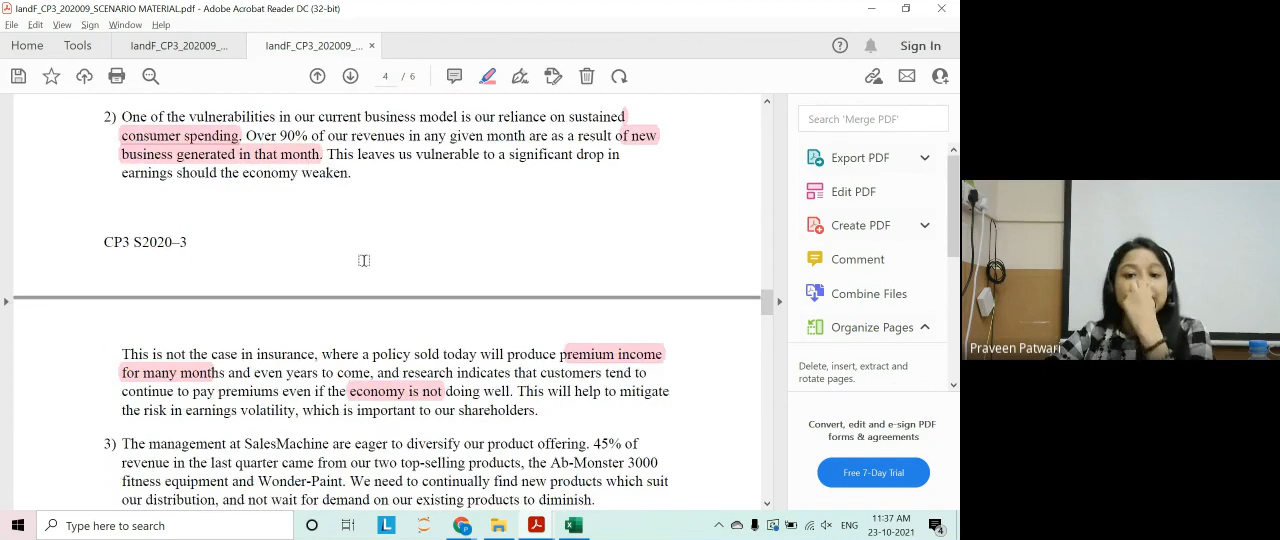 IandF_CP3_202009_SCENARIO MATERIAL.pdf - Adobe Acrobat Reader DC (32-bit)
File Edit View Sign Window Help
Home Tools IandF_CP3_202009_... IandF_CP3_202009_... × Sign In
4 / 6
2) One of the vulnerabilities in our current business model is our reliance on sustained
consumer spending. Over 90% of our revenues in any given month are as a result of new
business generated in that month. This leaves us vulnerable to a significant drop in
earnings should the economy weaken.
CP3 S2020–3
This is not the case in insurance, where a policy sold today will produce premium income
for many months and even years to come, and research indicates that customers tend to
continue to pay premiums even if the economy is not doing well. This will help to mitigate
the risk in earnings volatility, which is important to our shareholders.
3) The management at SalesMachine are eager to diversify our product offering. 45% of
revenue in the last quarter came from our two top-selling products, the Ab-Monster 3000
fitness equipment and Wonder-Paint. We need to continually find new products which suit
our distribution, and not wait for demand on our existing products to diminish.
Search 'Merge PDF'
Export PDF
Edit PDF
Create PDF
Comment
Combine Files
Organize Pages
Delete, insert, extract and
rotate pages.
Convert, edit and e-sign PDF
forms & agreements
Free 7-Day Trial
Praveen Patwari
Type here to search
L
ENG
11:37 AM
23-10-2021
4